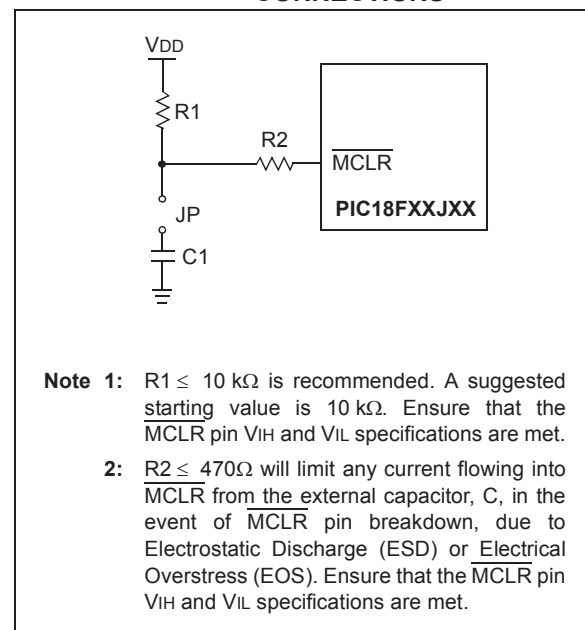 VDD
R1
R2
MCLR
JP
PIC18FXXJXX
C1
Note 1: R1 ≤ 10 kΩ is recommended. A suggested
starting value is 10 kΩ. Ensure that the
MCLR pin VIH and VIL specifications are met.
2: R2 ≤ 470Ω will limit any current flowing into
MCLR from the external capacitor, C, in the
event of MCLR pin breakdown, due to
Electrostatic Discharge (ESD) or Electrical
Overstress (EOS). Ensure that the MCLR pin
VIH and VIL specifications are met.